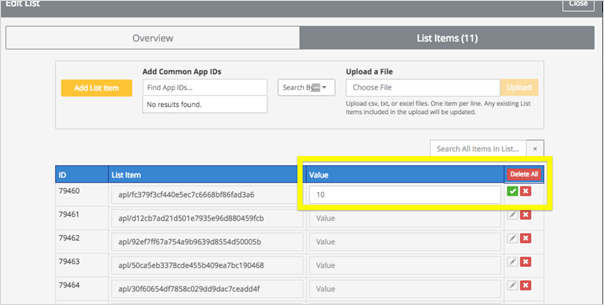 Edit List
Close
Overview
List Items (11)
Add List Item
Add Common App IDs
Find App IDs...
No results found.
Search By
Upload a File
Choose File
Upload
Upload csv, txt, or excel files. One item per line. Any existing List
Items included in the upload will be updated.
Search All Items In List...
×
ID List Item Value Delete All
79460 apl/fc379f3cf440e5ec7c6668bf86fad3a6 10
79461 apl/d12cb7ad21d501e7935e96d880459fcb Value
79462 apl/92ef7ff67a754a9b9639d8554d50005b Value
79463 apl/50ca5eb3378cde455b409ea7bc190468 Value
79464 apl/30f60654df7858c029dd9dac7ceadd4f Value